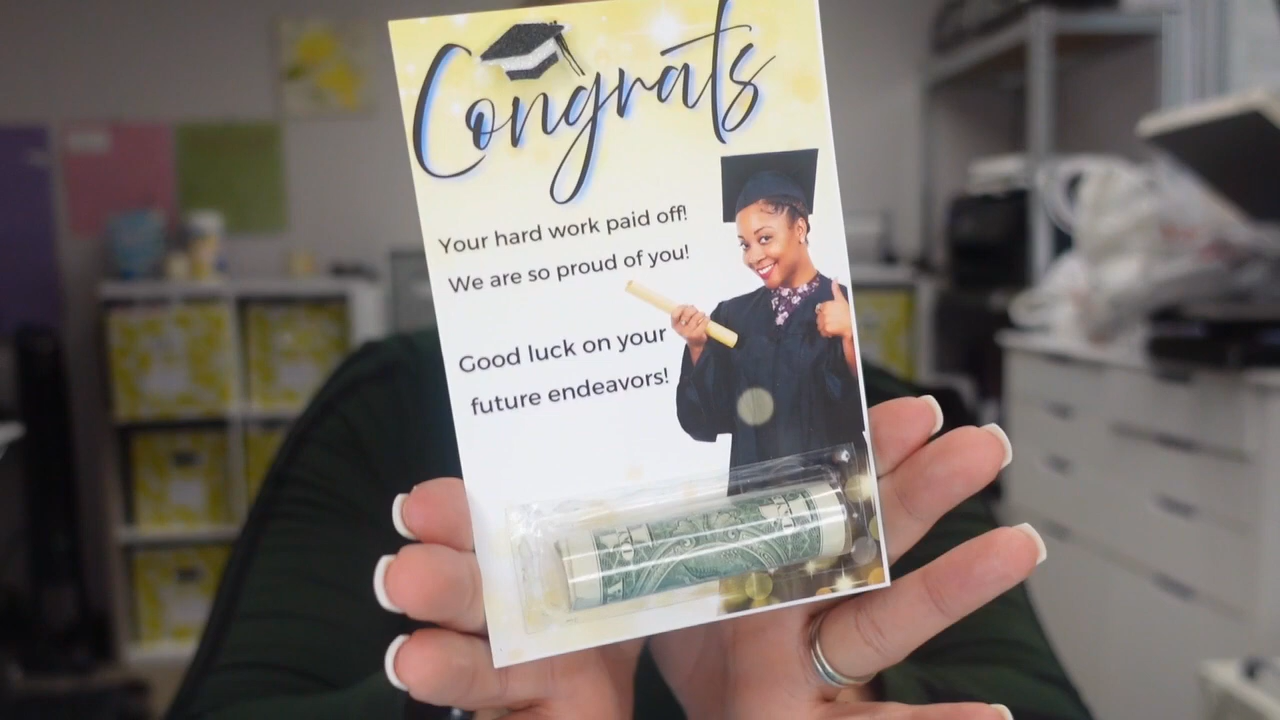 Congrats
Your hard work paid off!
We are so proud of you!
Good luck on your
future endeavors!